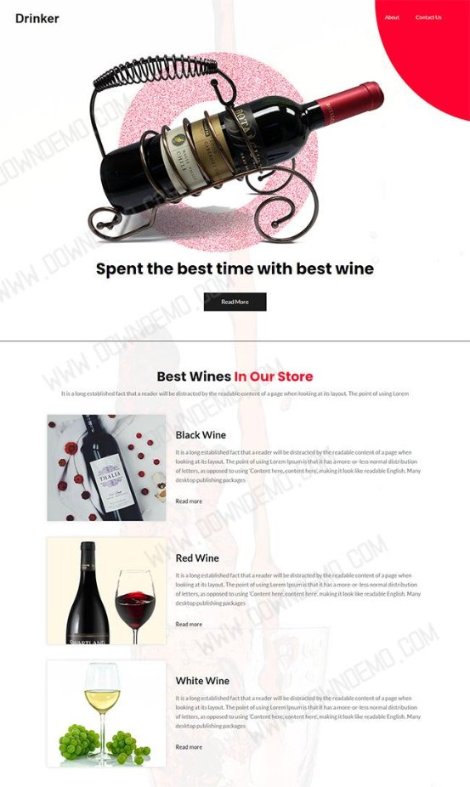 Drinker
About
Contact Us
Spent the best time with best wine
Read More
Best Wines In Our Store
It is a long established fact that a reader will be distracted by the readable content of a page when looking at its layout. The point of using Lorem
THALIA
Black Wine
It is a long established fact that a reader will be distracted by the readable content of a page when
looking at its layout. The point of using Lorem Ipsum is that it has a more-or-less normal distribution
of letters, as opposed to using 'Content here, content here', making it look like readable English. Many
desktop publishing packages
Read more
SWARTLAND
Red Wine
It is a long established fact that a reader will be distracted by the readable content of a page when
looking at its layout. The point of using Lorem Ipsum is that it has a more-or-less normal distribution
of letters, as opposed to using 'Content here, content here', making it look like readable English. Many
desktop publishing packages
Read more
White Wine
It is a long established fact that a reader will be distracted by the readable content of a page when
looking at its layout. The point of using Lorem Ipsum is that it has a more-or-less normal distribution
of letters, as opposed to using 'Content here, content here', making it look like readable English. Many
desktop publishing packages
Read more
WWW.DOWNDEMO.COM
WWW.DOWNDEMO.COM
WWW.DOWNDEMO.COM
WWW.DOWNDEMO.COM